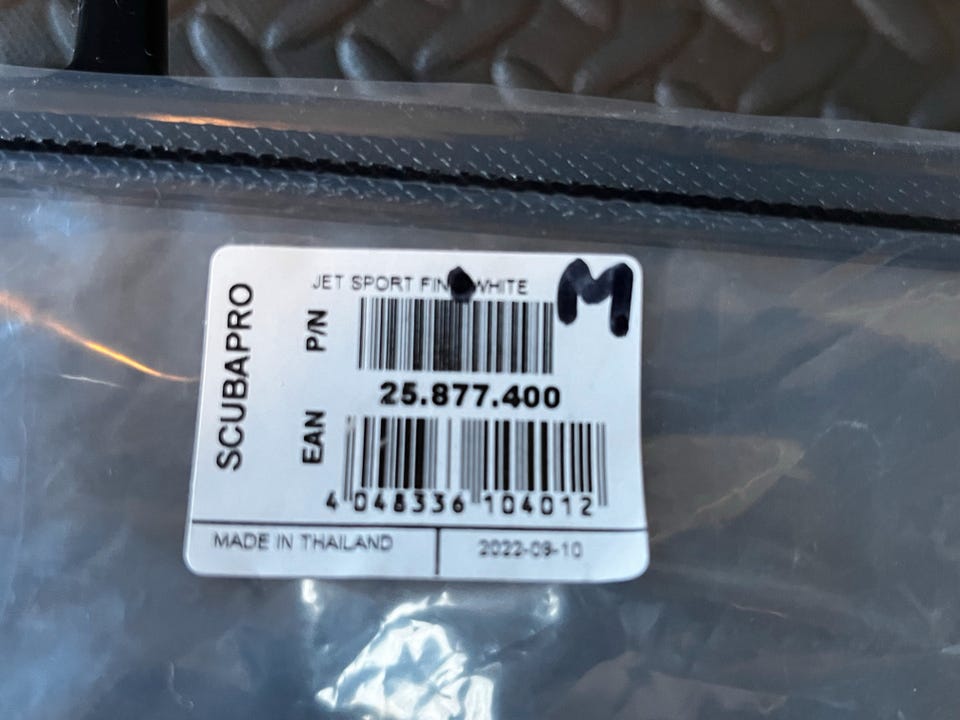 SCUBAPRO
JET SPORT FIN WHITE
M
P/N
25.877.400
EAN
4 048336 104012
MADE IN THAILAND
2022-09-10